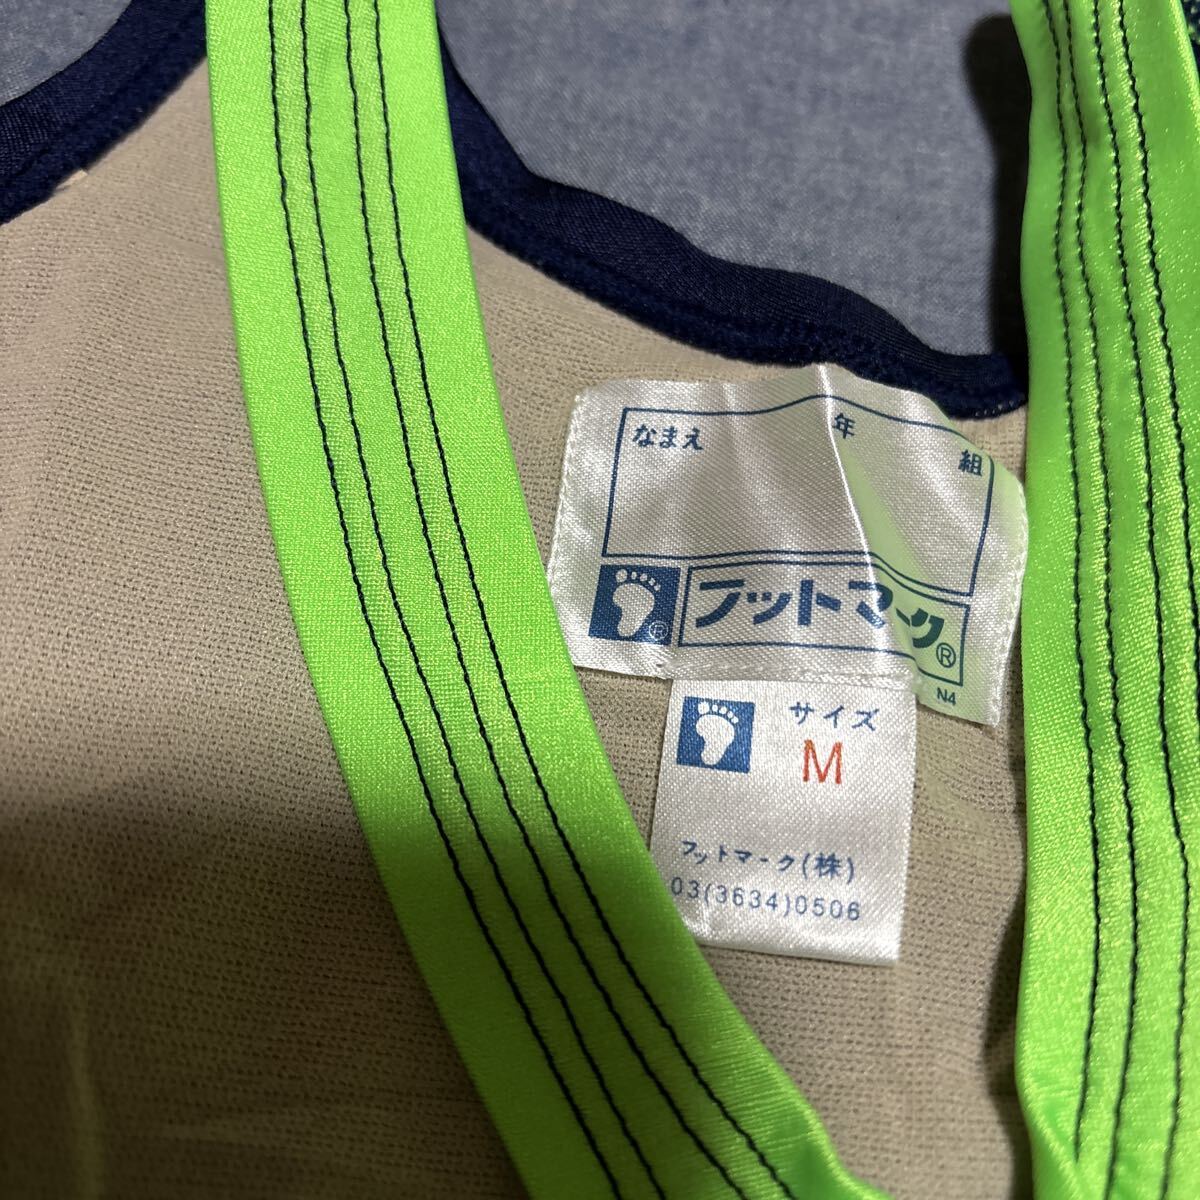 年
なまえ 組
フットマーク®
®
N4
サイズ
M
フットマーク(株)
03(3634)0506